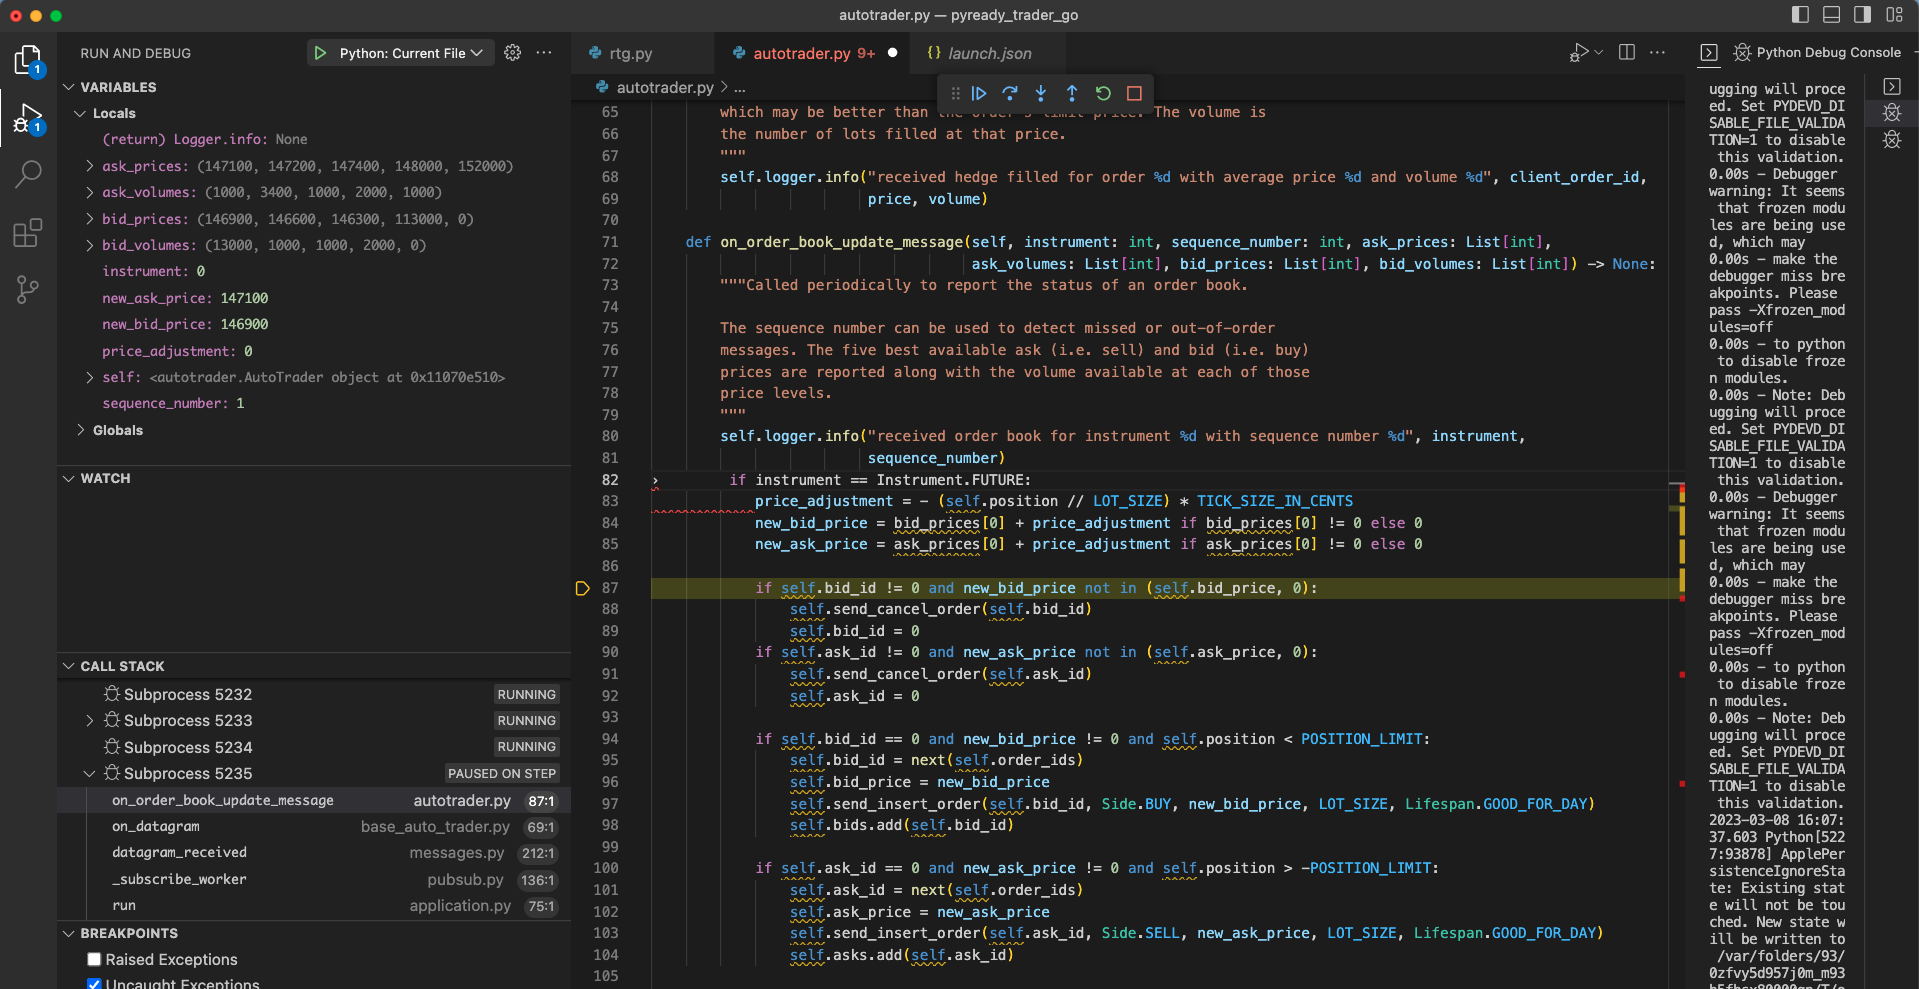 autotrader.py — pyready_trader_go
RUN AND DEBUG
Python: Current File
1
1
VARIABLES
Locals
(return) Logger.info: None
ask_prices: (147100, 147200, 147400, 148000, 152000)
ask_volumes: (1000, 3400, 1000, 2000, 1000)
bid_prices: (146900, 146600, 146300, 113000, 0)
bid_volumes: (13000, 1000, 1000, 2000, 0)
instrument: 0
new_ask_price: 147100
new_bid_price: 146900
price_adjustment: 0
self: <autotrader.AutoTrader object at 0x11070e510>
sequence_number: 1
Globals
WATCH
CALL STACK
Subprocess 5232 RUNNING
Subprocess 5233 RUNNING
Subprocess 5234 RUNNING
Subprocess 5235 PAUSED ON STEP
on_order_book_update_message autotrader.py 87:1
on_datagram base_auto_trader.py 69:1
datagram_received messages.py 212:1
_subscribe_worker pubsub.py 136:1
run application.py 75:1
BREAKPOINTS
Raised Exceptions
Uncaught Exceptions
rtg.py
autotrader.py 9+
launch.json
autotrader.py > ...
65 which may be better than the order's limit price. The volume is
66 the number of lots filled at that price.
67 """
68 self.logger.info("received hedge filled for order %d with average price %d and volume %d", client_order_id,
69 price, volume)
70
71 def on_order_book_update_message(self, instrument: int, sequence_number: int, ask_prices: List[int],
72 ask_volumes: List[int], bid_prices: List[int], bid_volumes: List[int]) -> None:
73 """Called periodically to report the status of an order book.
74
75 The sequence number can be used to detect missed or out-of-order
76 messages. The five best available ask (i.e. sell) and bid (i.e. buy)
77 prices are reported along with the volume available at each of those
78 price levels.
79 """
80 self.logger.info("received order book for instrument %d with sequence number %d", instrument,
81 sequence_number)
82 if instrument == Instrument.FUTURE:
83 price_adjustment = - (self.position // LOT_SIZE) * TICK_SIZE_IN_CENTS
84 new_bid_price = bid_prices[0] + price_adjustment if bid_prices[0] != 0 else 0
85 new_ask_price = ask_prices[0] + price_adjustment if ask_prices[0] != 0 else 0
86
87 if self.bid_id != 0 and new_bid_price not in (self.bid_price, 0):
88 self.send_cancel_order(self.bid_id)
89 self.bid_id = 0
90 if self.ask_id != 0 and new_ask_price not in (self.ask_price, 0):
91 self.send_cancel_order(self.ask_id)
92 self.ask_id = 0
93
94 if self.bid_id == 0 and new_bid_price != 0 and self.position < POSITION_LIMIT:
95 self.bid_id = next(self.order_ids)
96 self.bid_price = new_bid_price
97 self.send_insert_order(self.bid_id, Side.BUY, new_bid_price, LOT_SIZE, Lifespan.GOOD_FOR_DAY)
98 self.bids.add(self.bid_id)
99
100 if self.ask_id == 0 and new_ask_price != 0 and self.position > -POSITION_LIMIT:
101 self.ask_id = next(self.order_ids)
102 self.ask_price = new_ask_price
103 self.send_insert_order(self.ask_id, Side.SELL, new_ask_price, LOT_SIZE, Lifespan.GOOD_FOR_DAY)
104 self.asks.add(self.ask_id)
105
Python Debug Console
ugging will proce
ed. Set PYDEVD_DI
SABLE_FILE_VALIDA
TION=1 to disable
this validation.
0.00s - Debugger
warning: It seems
that frozen modu
les are being use
d, which may
0.00s - make the
debugger miss bre
akpoints. Please
pass -Xfrozen_mod
ules=off
0.00s - to python
to disable froze
n modules.
0.00s - Note: Deb
ugging will proce
ed. Set PYDEVD_DI
SABLE_FILE_VALIDA
TION=1 to disable
this validation.
0.00s - Debugger
warning: It seems
that frozen modu
les are being use
d, which may
0.00s - make the
debugger miss bre
akpoints. Please
pass -Xfrozen_mod
ules=off
0.00s - to python
to disable froze
n modules.
0.00s - Note: Deb
ugging will proce
ed. Set PYDEVD_DI
SABLE_FILE_VALIDA
TION=1 to disable
this validation.
2023-03-08 16:07:
37.603 Python[522
7:93878] ApplePer
sistenceIgnoreSta
te: Existing stat
e will not be tou
ched. New state w
ill be written to
/var/folders/93/
0zfvy5d957j0m_m93